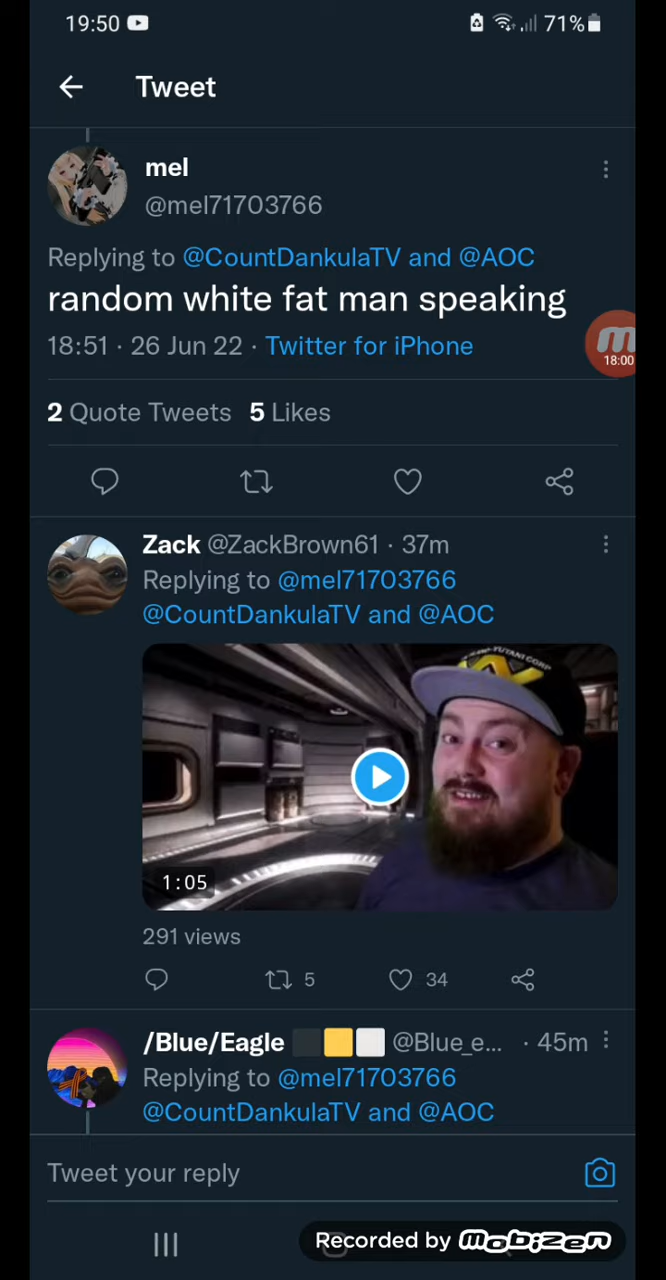 19:50
71%
Tweet
mel
@mel71703766
Replying to @CountDankulaTV and @AOC
random white fat man speaking
18:51 · 26 Jun 22 · Twitter for iPhone
18:00
2 Quote Tweets 5 Likes
Zack @ZackBrown61 · 37m
Replying to @mel71703766
@CountDankulaTV and @AOC
1:05
291 views
5
34
/Blue/Eagle @Blue_e... · 45m
Replying to @mel71703766
@CountDankulaTV and @AOC
Tweet your reply
Recorded by mobizen